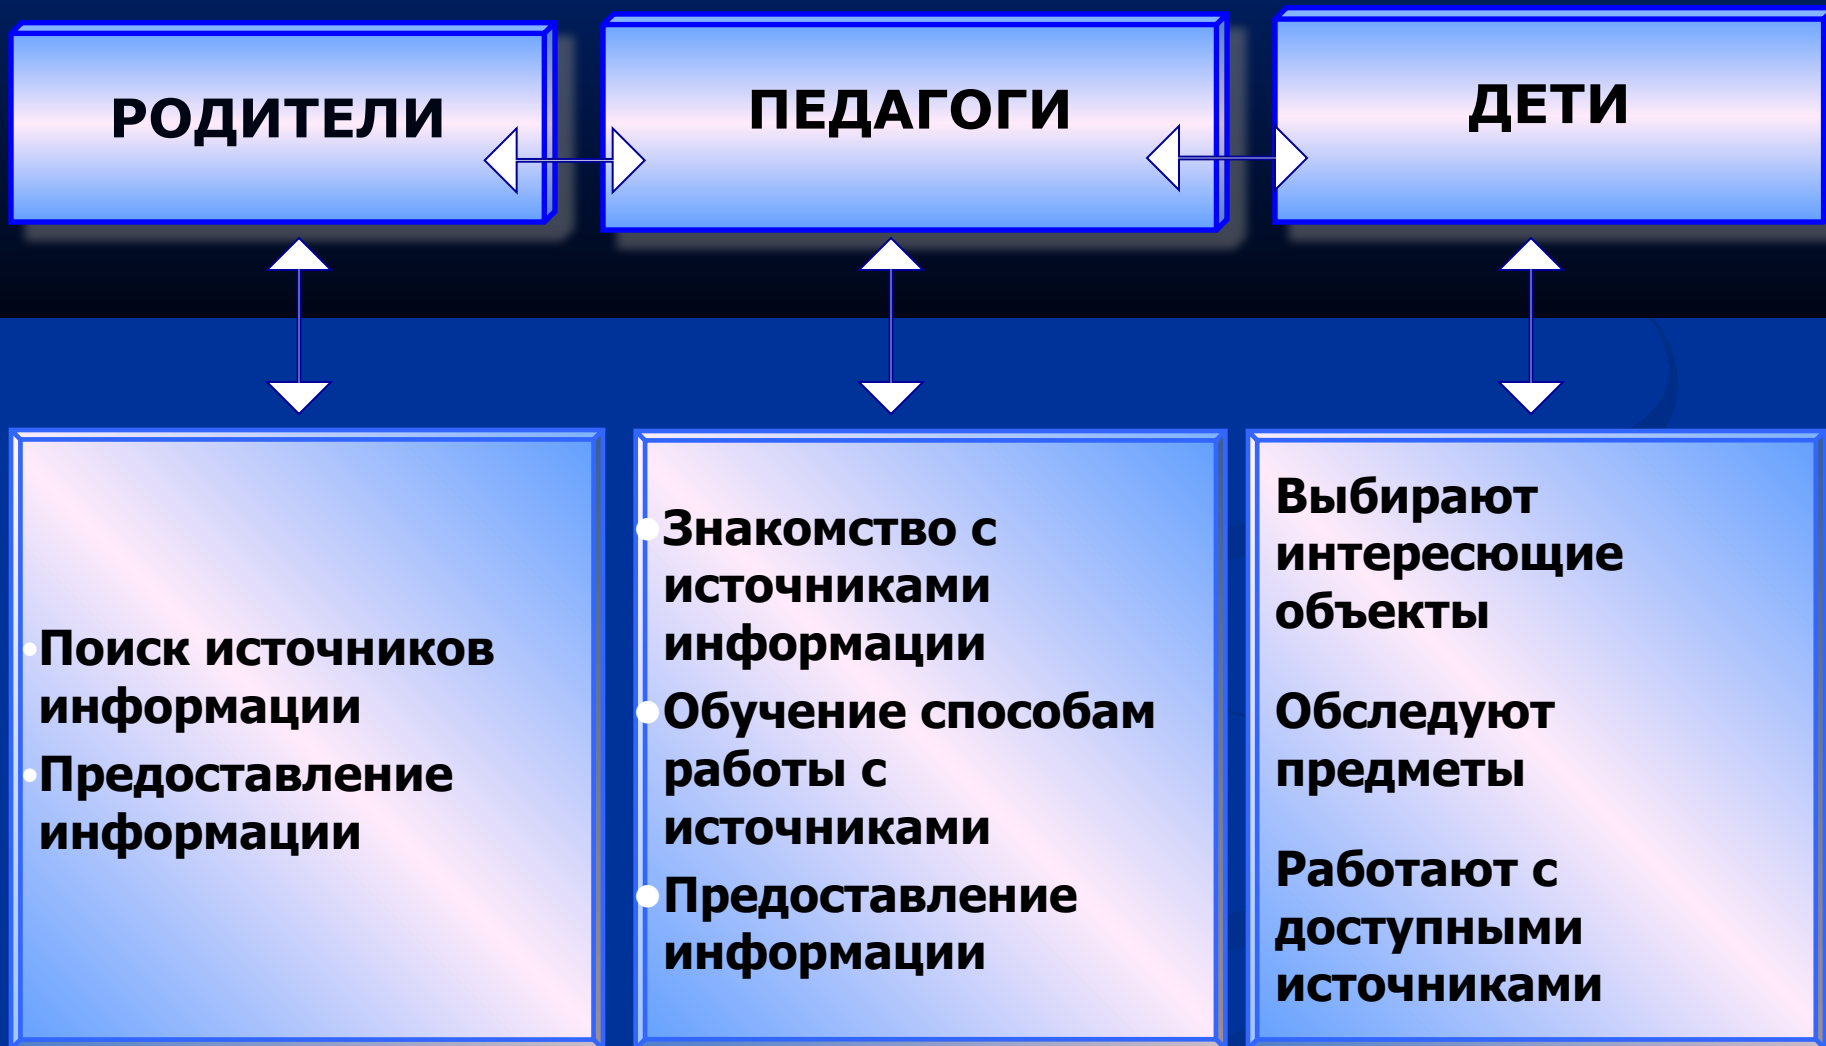 РОДИТЕЛИ
ПЕДАГОГИ
ДЕТИ
•Поиск источников
информации
•Предоставление
информации
•Знакомство с
источниками
информации
•Обучение способам
работы с
источниками
•Предоставление
информации
Выбирают
интересющие
объекты
Обследуют
предметы
Работают с
доступными
источниками